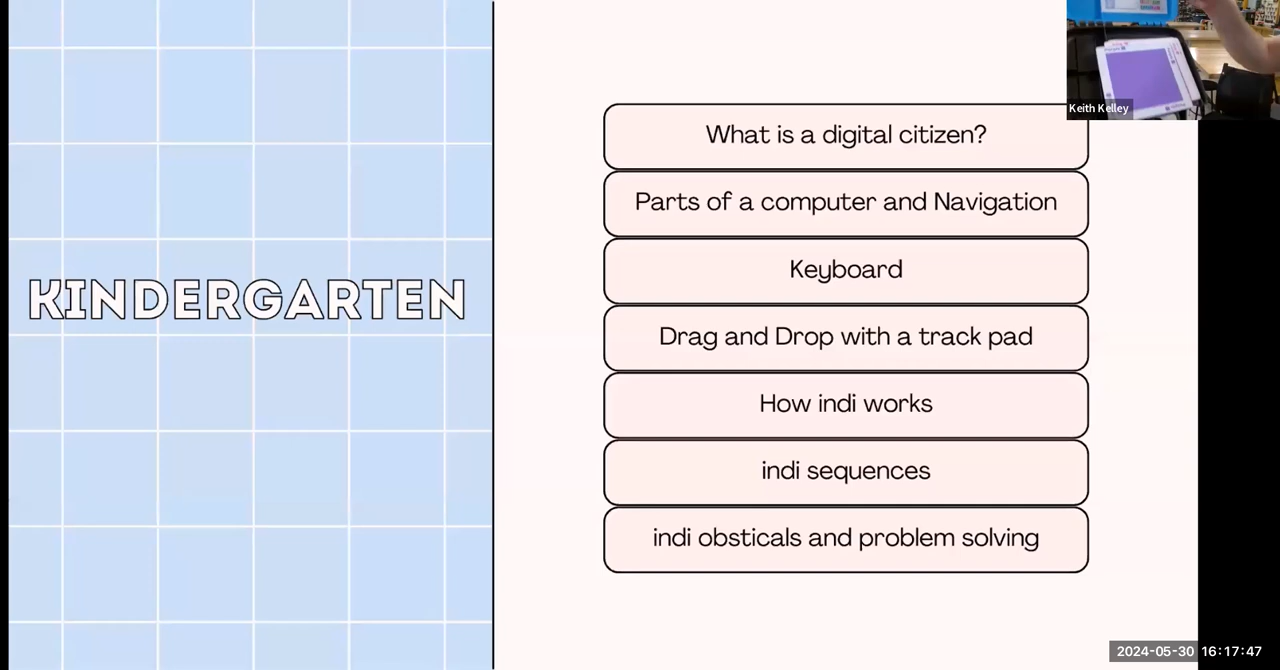 KINDERGARTEN
What is a digital citizen?
Parts of a computer and Navigation
Keyboard
Drag and Drop with a track pad
How indi works
indi sequences
indi obsticals and problem solving
Keith Kelley
2024-05-30 16:17:47